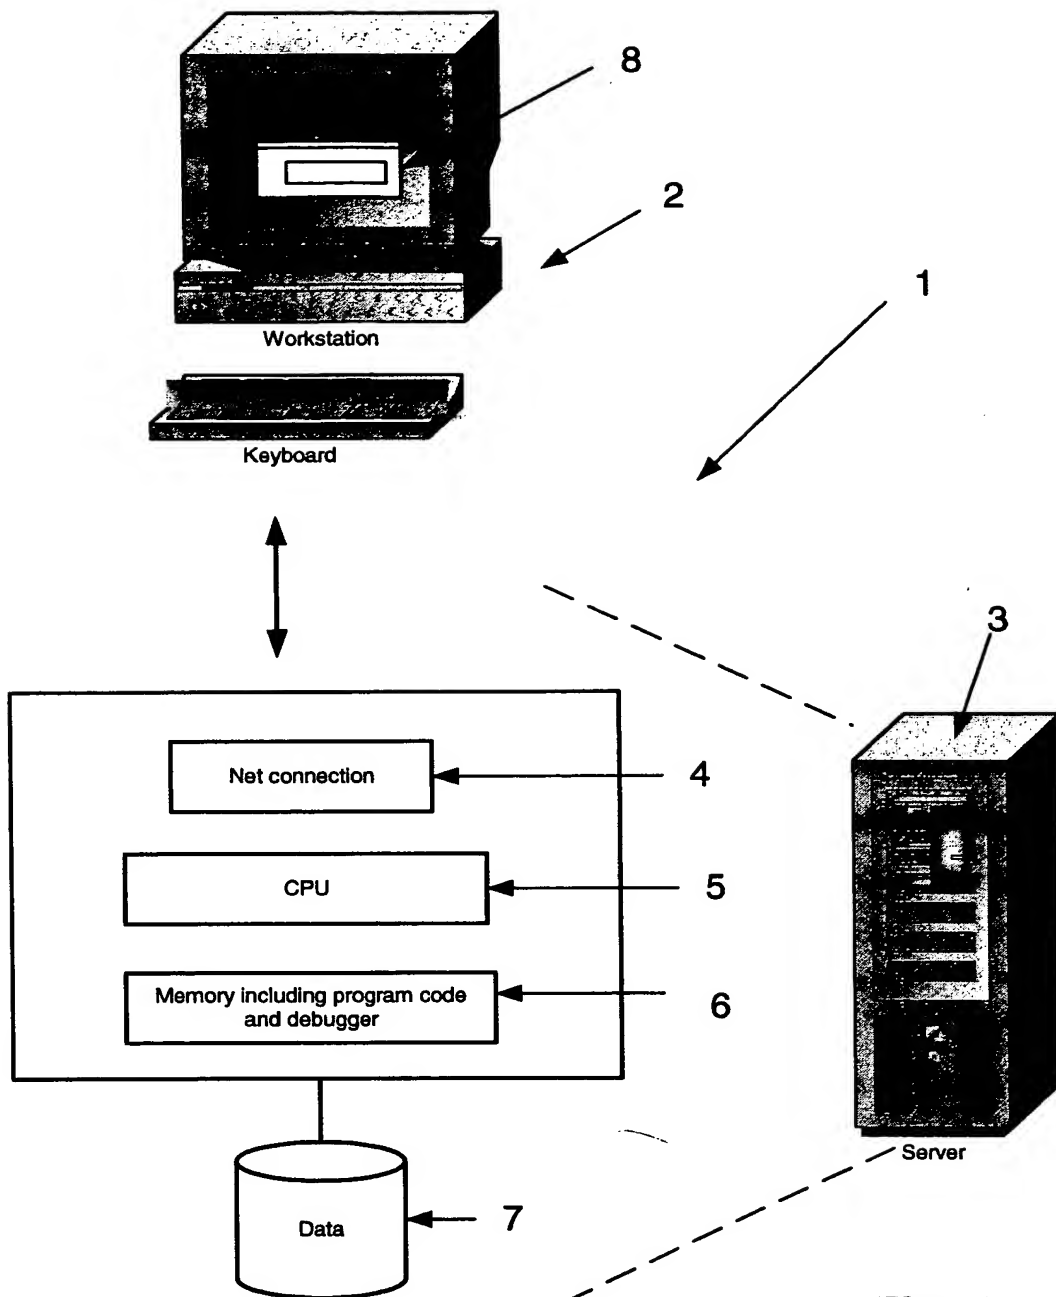 8
2
1
Workstation
Keyboard
3
Net connection
4
CPU
5
Memory including program code
and debugger
6
Server
Data
7